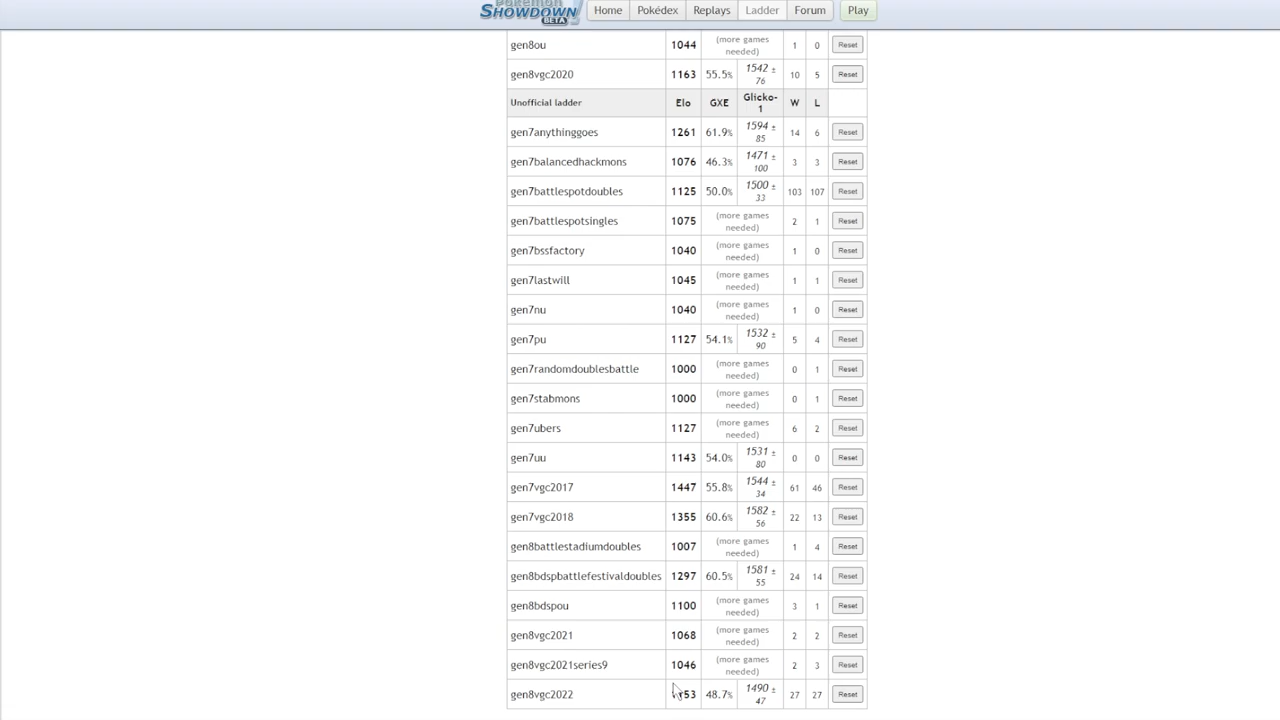 Pokémon
SHOWDOWN
BETA
Home Pokédex Replays Ladder Forum Play
gen8ou 1044 (more games needed) 1 0 Reset
gen8vgc2020 1163 55.5% 1542 ± 76 10 5 Reset
Unofficial ladder Elo GXE Glicko-1 W L
gen7anythinggoes 1261 61.9% 1594 ± 85 14 6 Reset
gen7balancedhackmons 1076 46.3% 1471 ± 100 3 3 Reset
gen7battlespotdoubles 1125 50.0% 1500 ± 33 103 107 Reset
gen7battlespotsingles 1075 (more games needed) 2 1 Reset
gen7bssfactory 1040 (more games needed) 1 0 Reset
gen7lastwill 1045 (more games needed) 1 1 Reset
gen7nu 1040 (more games needed) 1 0 Reset
gen7pu 1127 54.1% 1532 ± 90 5 4 Reset
gen7randomdoublesbattle 1000 (more games needed) 0 1 Reset
gen7stabmons 1000 (more games needed) 0 1 Reset
gen7ubers 1127 (more games needed) 6 2 Reset
gen7uu 1143 54.0% 1531 ± 80 0 0 Reset
gen7vgc2017 1447 55.8% 1544 ± 34 61 46 Reset
gen7vgc2018 1355 60.6% 1582 ± 56 22 13 Reset
gen8battlestadiumdoubles 1007 (more games needed) 1 4 Reset
gen8bdspbattlefestivaldoubles 1297 60.5% 1581 ± 55 24 14 Reset
gen8bdspou 1100 (more games needed) 3 1 Reset
gen8vgc2021 1068 (more games needed) 2 2 Reset
gen8vgc2021series9 1046 (more games needed) 2 3 Reset
gen8vgc2022 48.7% 1490 ± 47 27 27 Reset